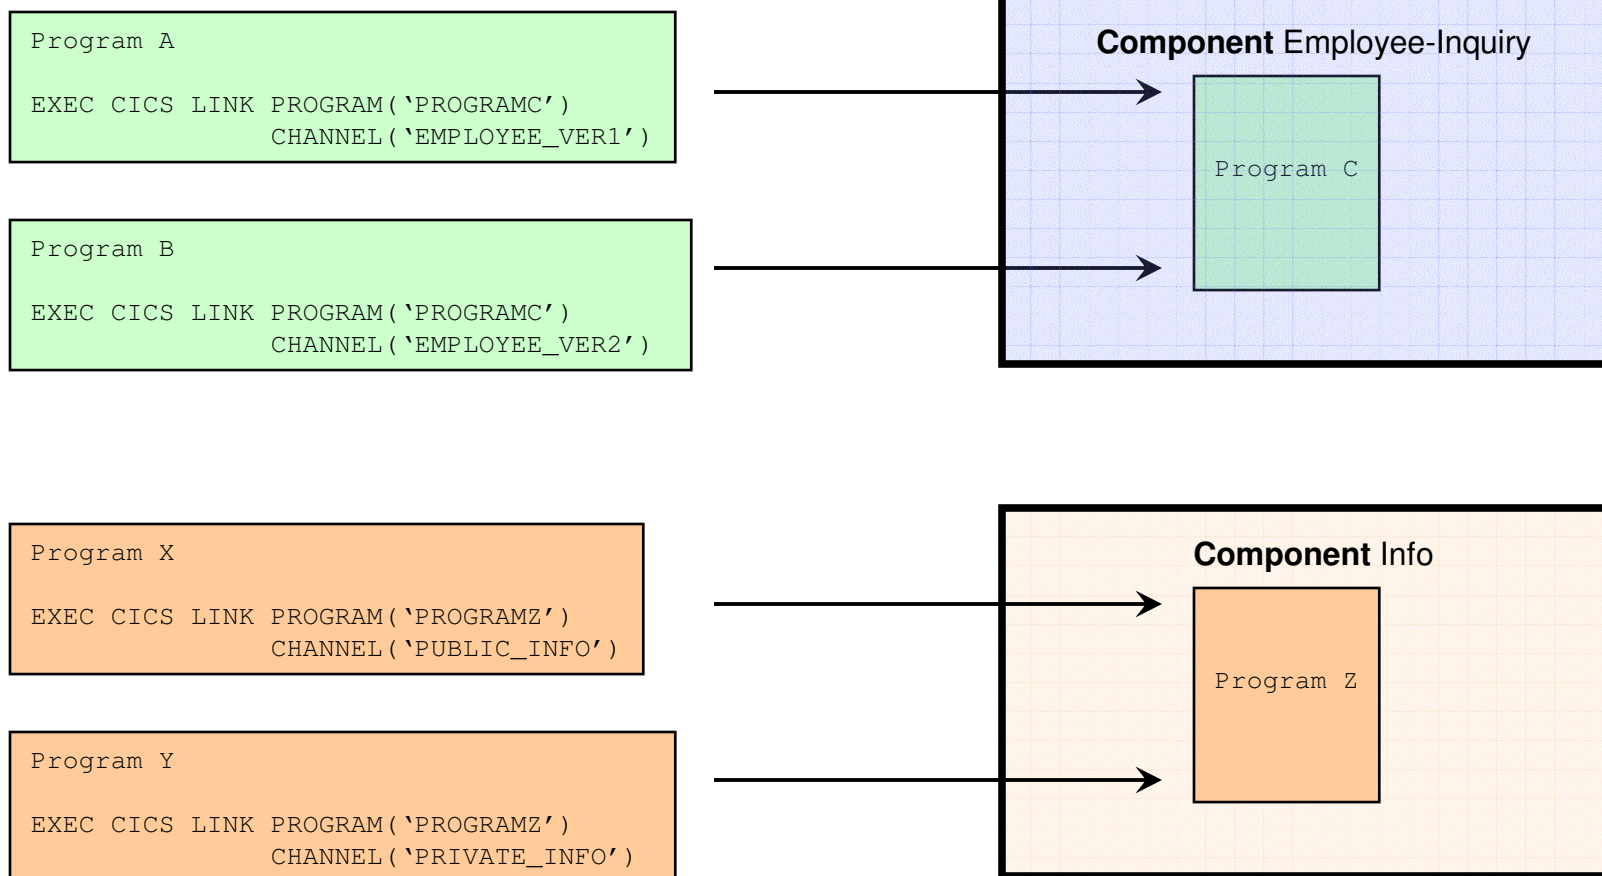 Program A
EXEC CICS LINK PROGRAM(‘PROGRAMC’)
CHANNEL(‘EMPLOYEE_VER1’)
Component Employee-Inquiry
Program C
Program B
EXEC CICS LINK PROGRAM(‘PROGRAMC’)
CHANNEL(‘EMPLOYEE_VER2’)
Program X
EXEC CICS LINK PROGRAM(‘PROGRAMZ’)
CHANNEL(‘PUBLIC_INFO’)
Component Info
Program Z
Program Y
EXEC CICS LINK PROGRAM(‘PROGRAMZ’)
CHANNEL(‘PRIVATE_INFO’)